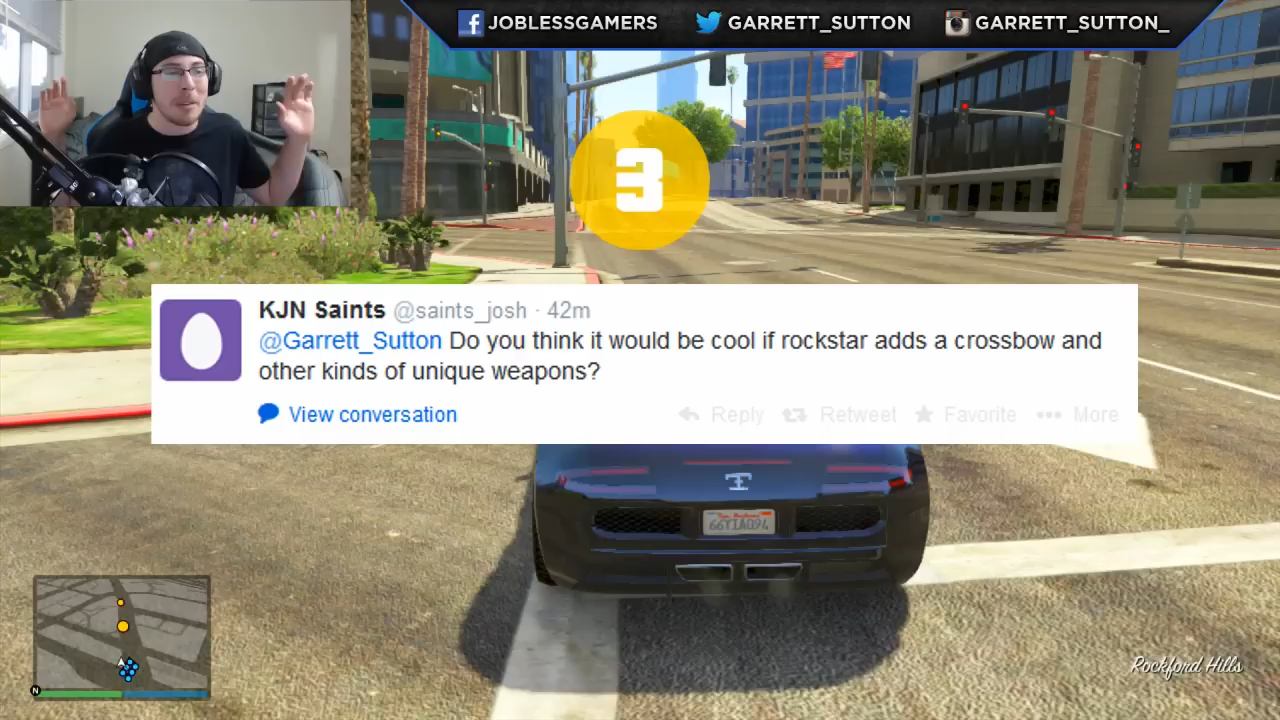 JOBLESSGAMERS GARRETT_SUTTON GARRETT_SUTTON_
3
KJN Saints @saints_josh · 42m
@Garrett_Sutton Do you think it would be cool if rockstar adds a crossbow and
other kinds of unique weapons?
View conversation Reply Retweet Favorite More
66YIA094
N
Rockford Hills